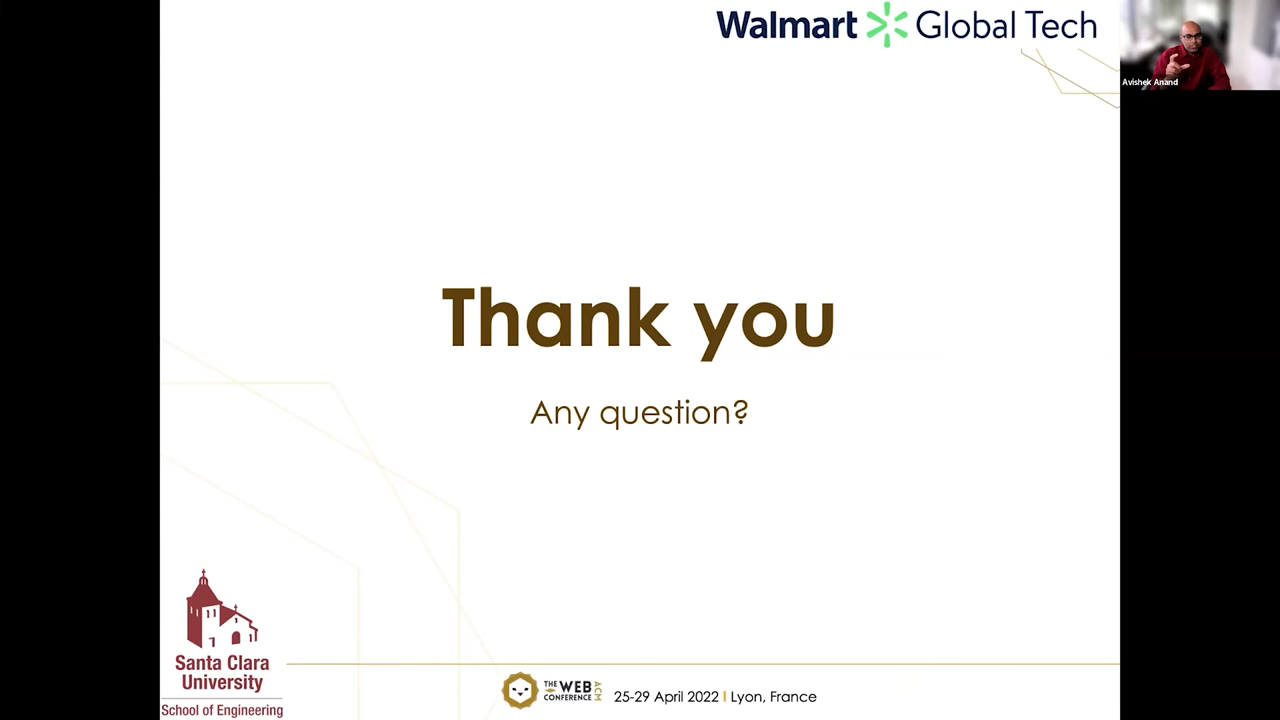 Walmart Global Tech
Avishek Anand
Thank you
Any question?
Santa Clara
University
School of Engineering
THE WEB
CONFERENCE
ACM
25-29 April 2022 | Lyon, France